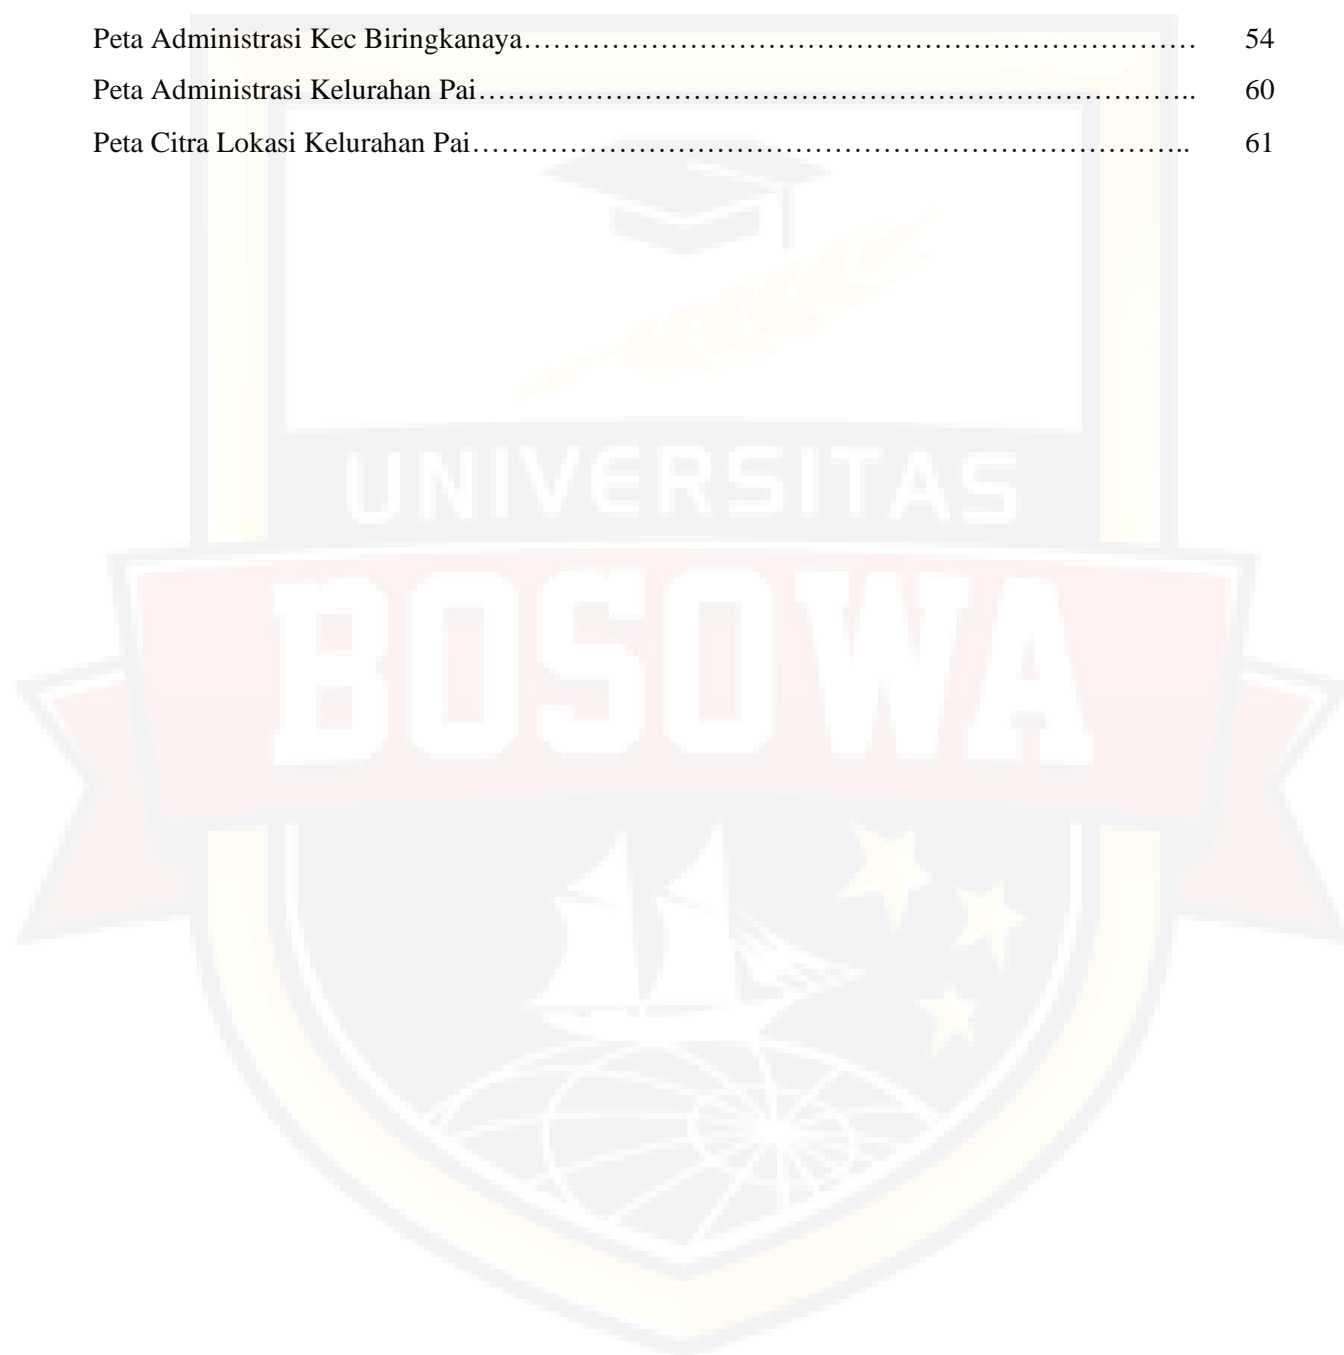 Peta Administrasi Kec Biringkanaya…………………………………………………………… 54
Peta Administrasi Kelurahan Pai……………………………………………………………….. 60
Peta Citra Lokasi Kelurahan Pai……………………………………………………………….. 61
UNIVERSITAS
BOSOWA